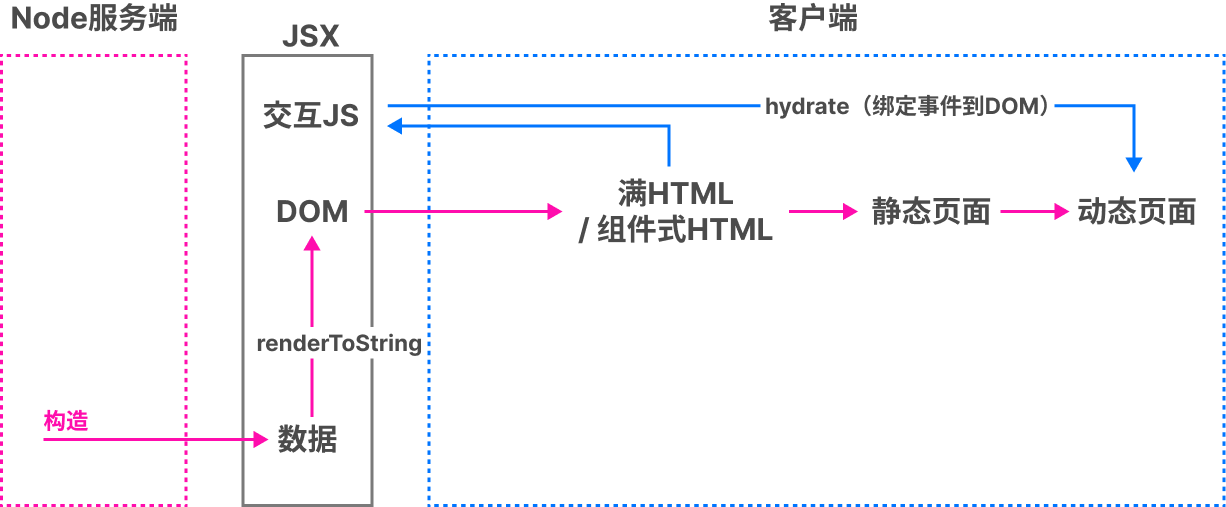 Node服务端
JSX
客户端
交互JS
hydrate（绑定事件到DOM）
DOM
满HTML
/ 组件式HTML
静态页面
动态页面
renderToString
构造
数据